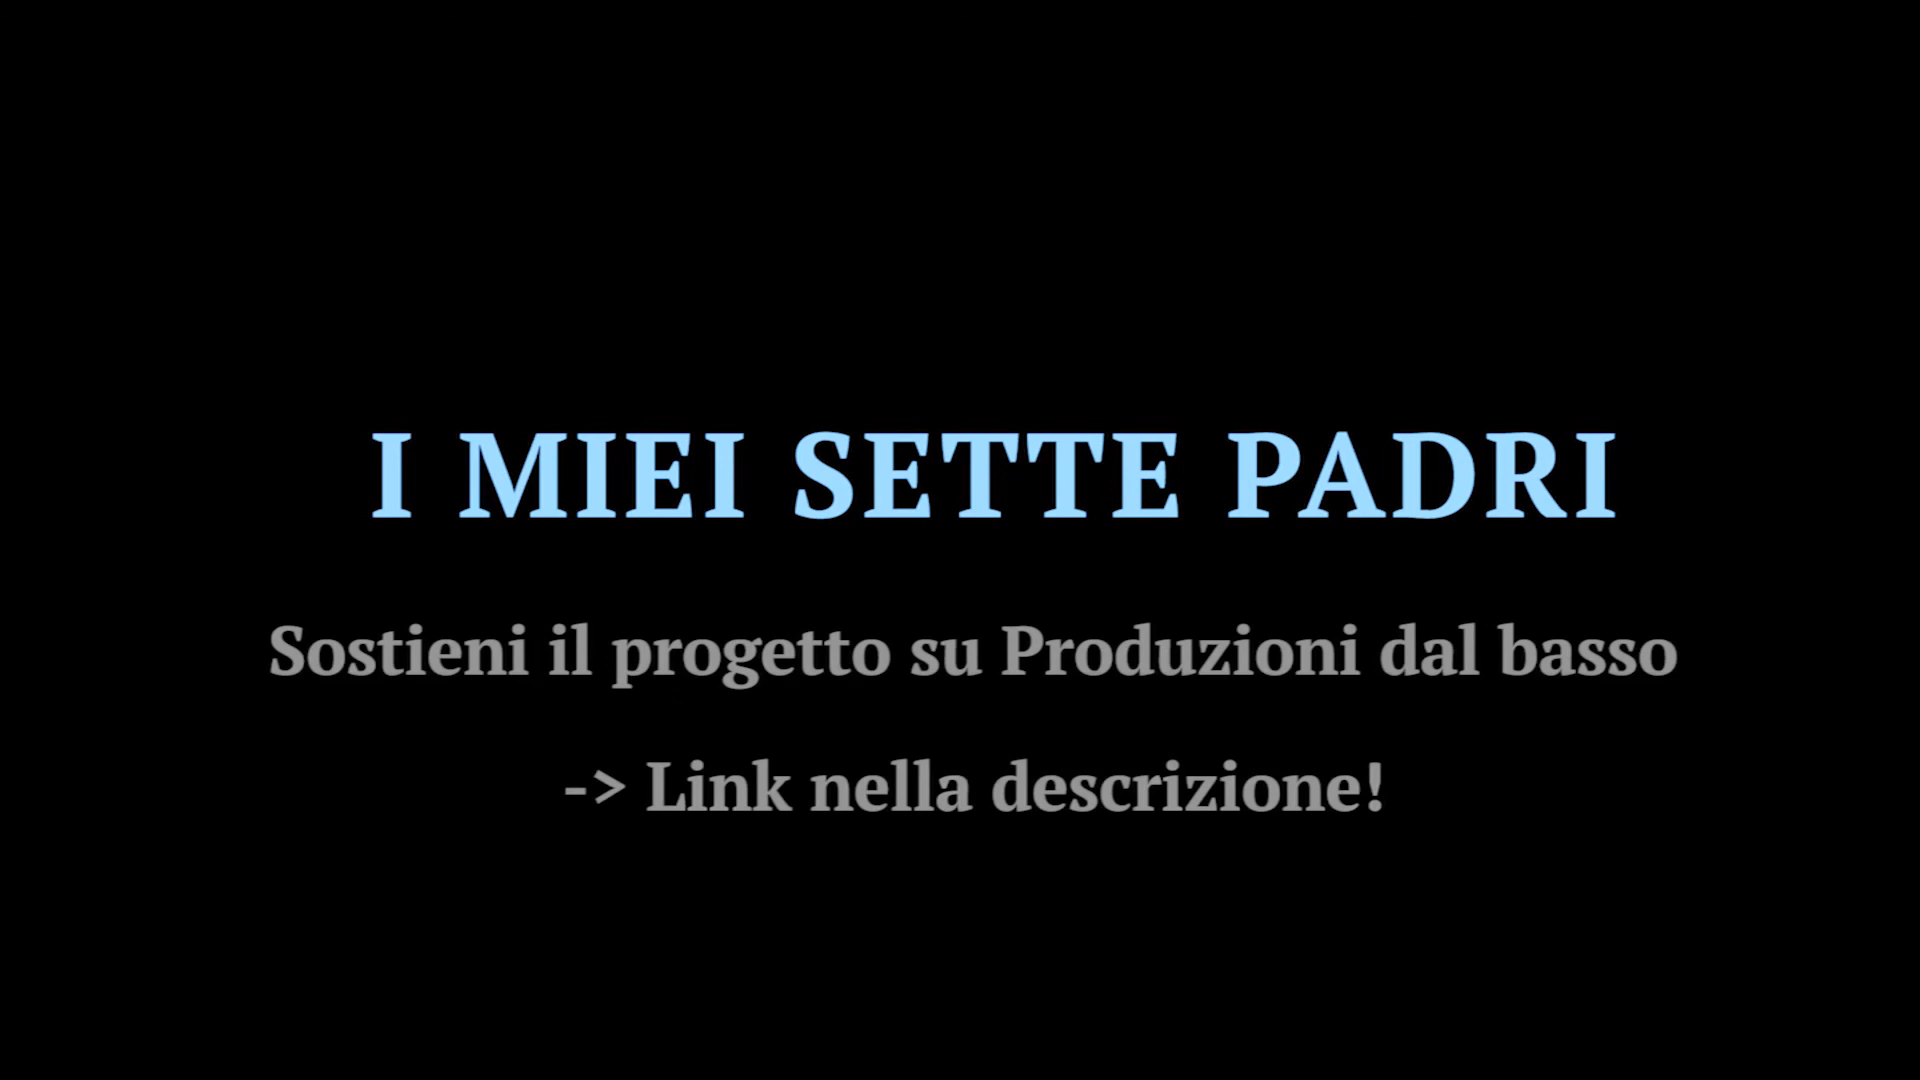 I MIEI SETTE PADRI
Sostieni il progetto su Produzioni dal basso
-> Link nella descrizione!